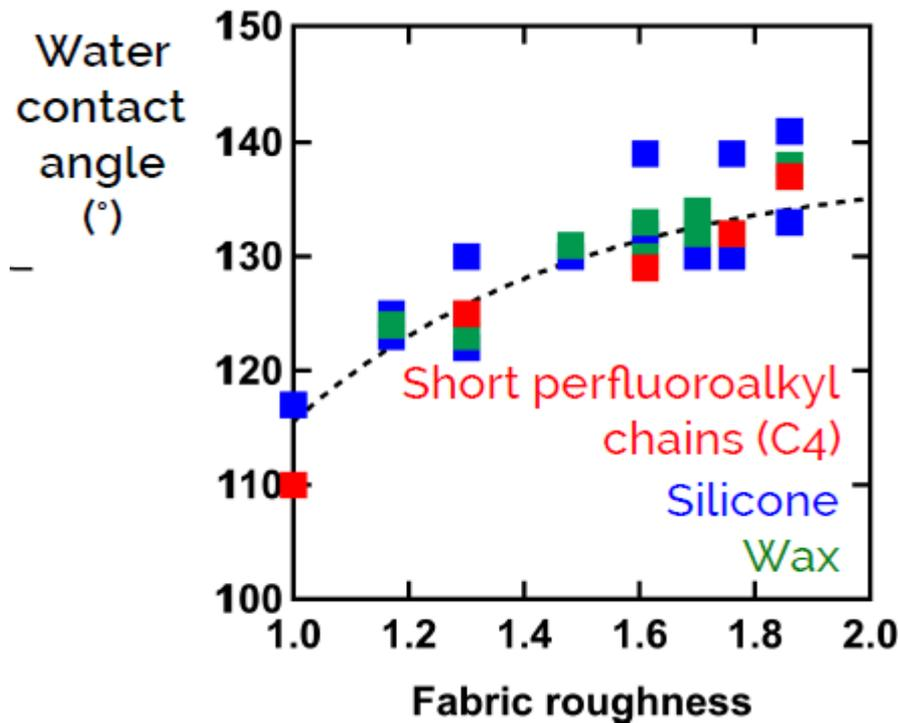 Water
contact
angle
(°)
150
140
130
120
110
100
Short perfluoroalkyl
chains (C4)
Silicone
Wax
1.0 1.2 1.4 1.6 1.8 2.0
Fabric roughness